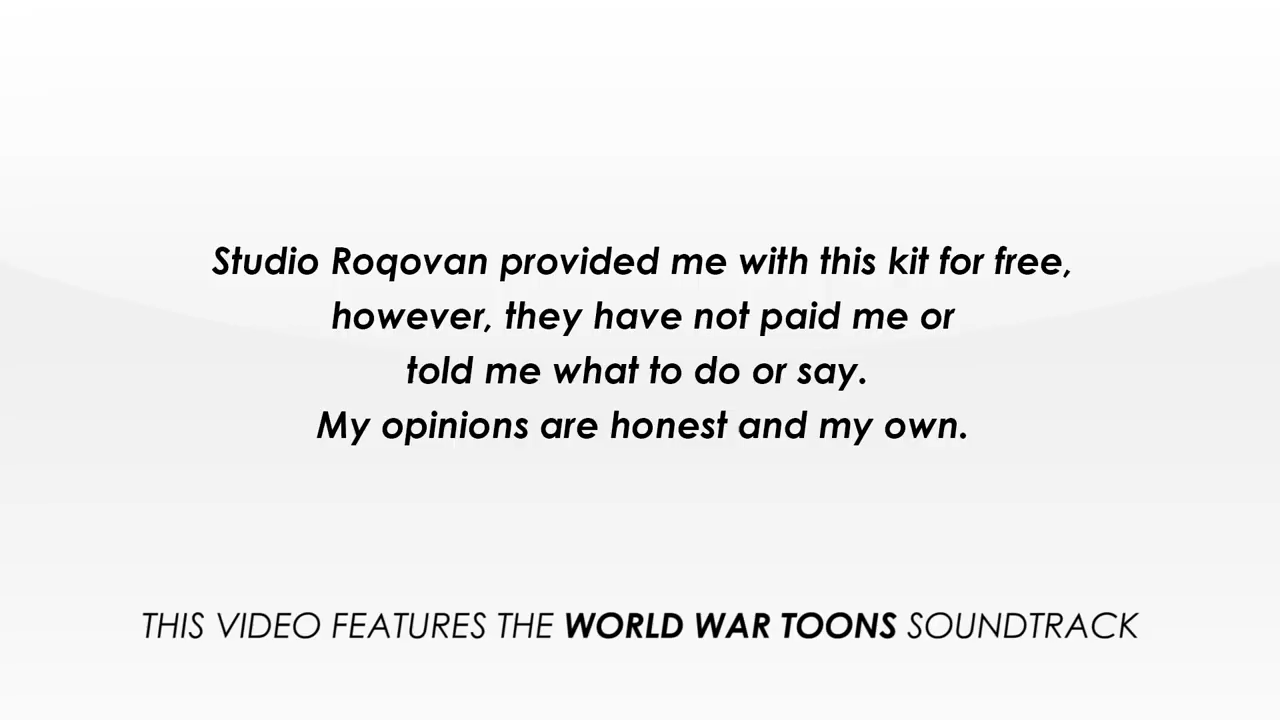 Studio Roqovan provided me with this kit for free,
however, they have not paid me or
told me what to do or say.
My opinions are honest and my own.
THIS VIDEO FEATURES THE WORLD WAR TOONS SOUNDTRACK